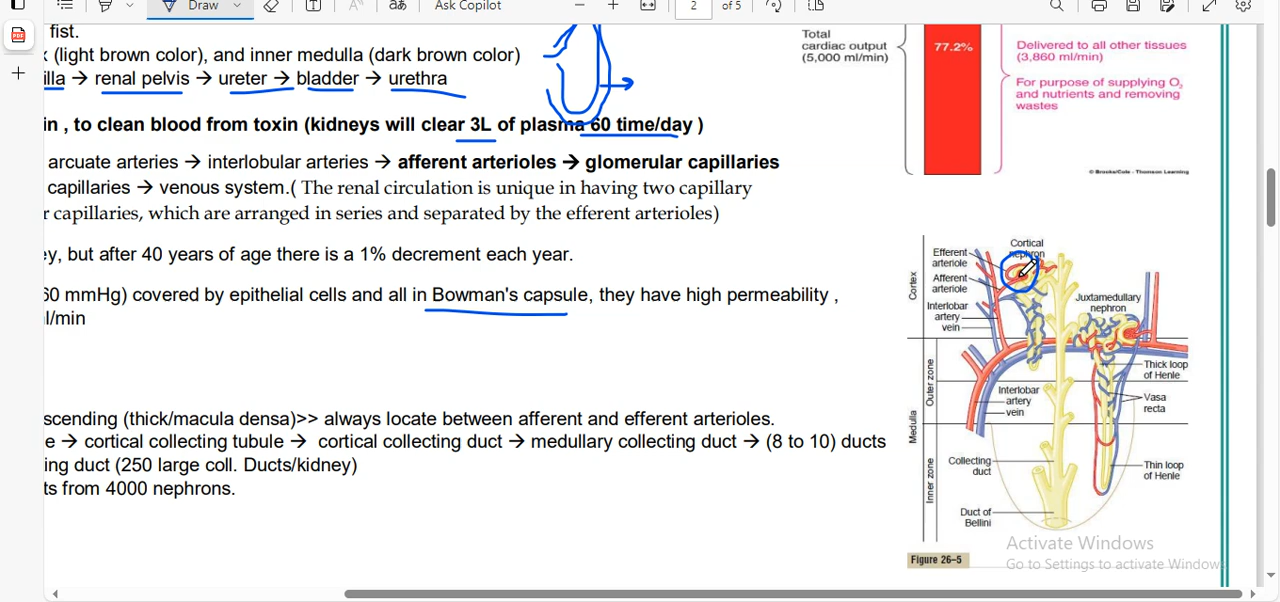 Draw
Ask Copilot
2
of 5
fist.
(light brown color), and inner medulla (dark brown color)
illa → renal pelvis → ureter → bladder → urethra
in , to clean blood from toxin (kidneys will clear 3L of plasma 60 time/day )
arcuate arteries → interlobular arteries → afferent arterioles → glomerular capillaries
capillaries → venous system.( The renal circulation is unique in having two capillary
r capillaries, which are arranged in series and separated by the efferent arterioles)
ey, but after 40 years of age there is a 1% decrement each year.
60 mmHg) covered by epithelial cells and all in Bowman's capsule, they have high permeability ,
l/min
scending (thick/macula densa)>> always locate between afferent and efferent arterioles.
e → cortical collecting tubule → cortical collecting duct → medullary collecting duct → (8 to 10) ducts
ing duct (250 large coll. Ducts/kidney)
ts from 4000 nephrons.
Total
cardiac output
(5,000 ml/min)
77.2%
Delivered to all other tissues
(3,860 ml/min)
For purpose of supplying O2
and nutrients and removing
wastes
© Brooks/Cole - Thomson Learning
Cortical
nephron
Efferent
arteriole
Afferent
arteriole
Interlobar
artery
vein
Juxtamedullary
nephron
Cortex
Medulla
Outer zone
Inner zone
Thick loop
of Henle
Interlobar
artery
vein
Vasa
recta
Collecting
duct
Thin loop
of Henle
Duct of
Bellini
Figure 26–5
Activate Windows
Go to Settings to activate Windows